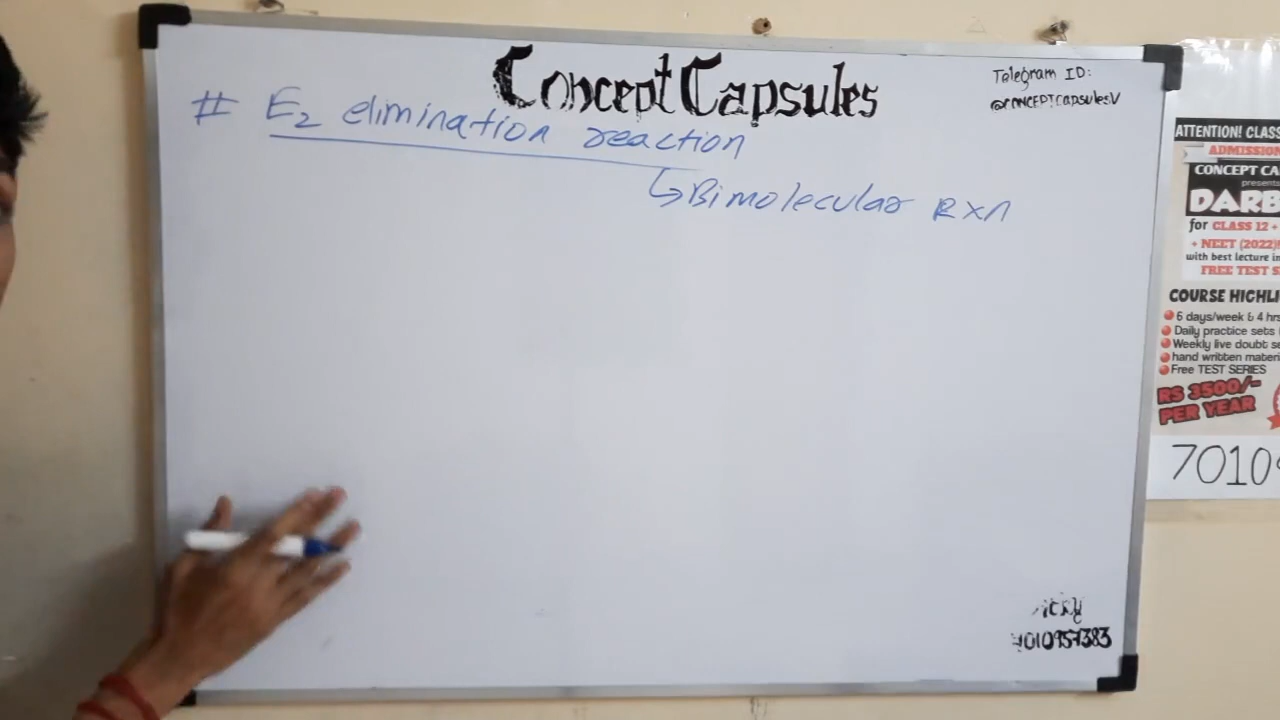 Concept Capsules
Telegram ID:
@CONCEPTCapsulesV
# E2 elimination reaction
↳Bimolecular Rxn
7010957383
ATTENTION! CLASS
ADMISSION
CONCEPT CA
presents
DARB
for CLASS 12 +
+ NEET (2022)
with best lecture in
FREE TEST S
COURSE HIGHLI
6 days/week & 4 hrs
Daily practice sets
Weekly live doubt se
hand written materi
Free TEST SERIES
RS 3500/-
PER YEAR
7010